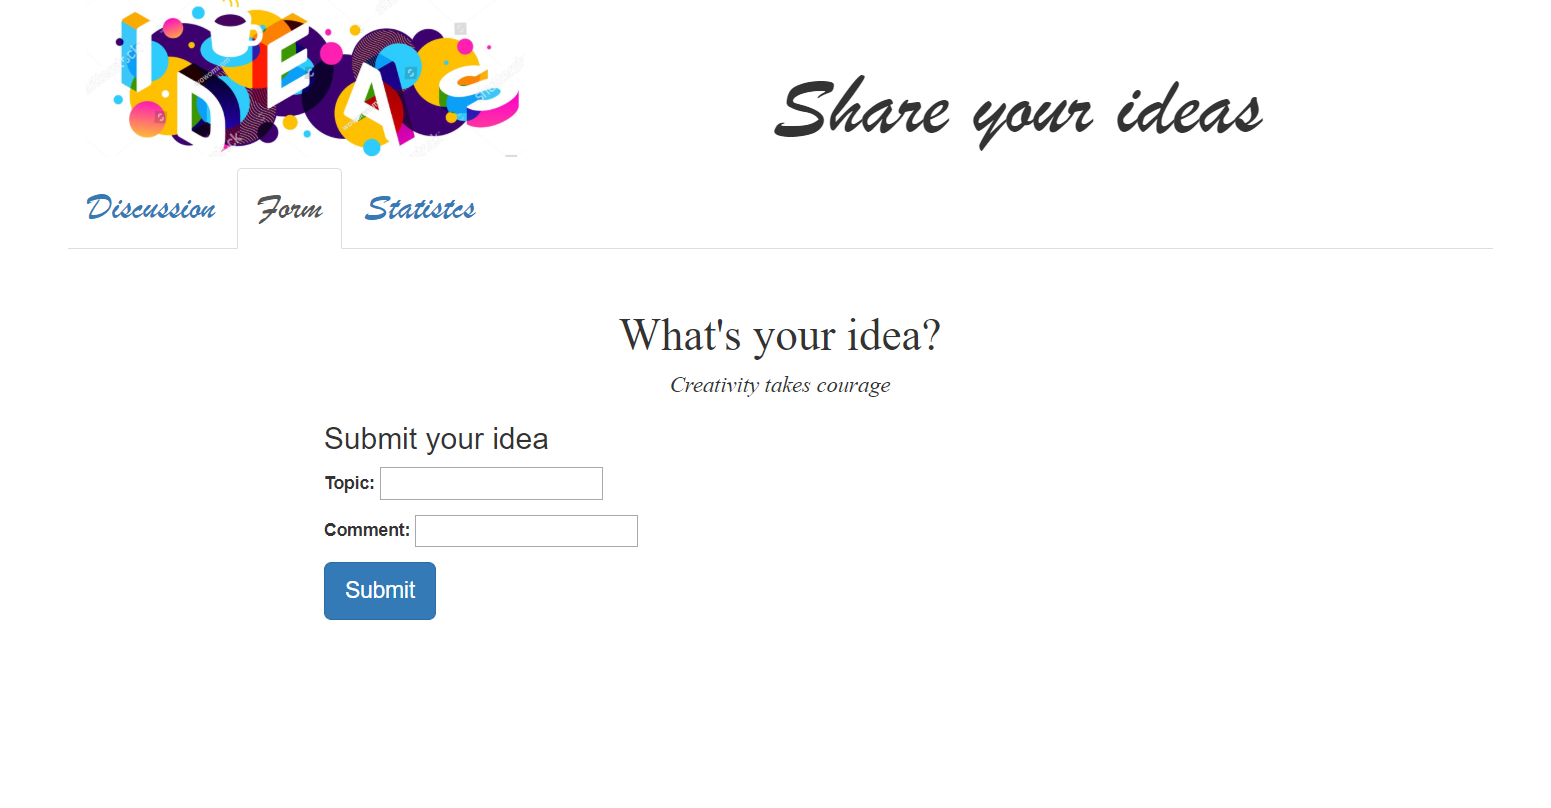 IDEAS
Share your ideas
Discussion Form Statistcs
What's your idea?
Creativity takes courage
Submit your idea
Topic:
Comment:
Submit